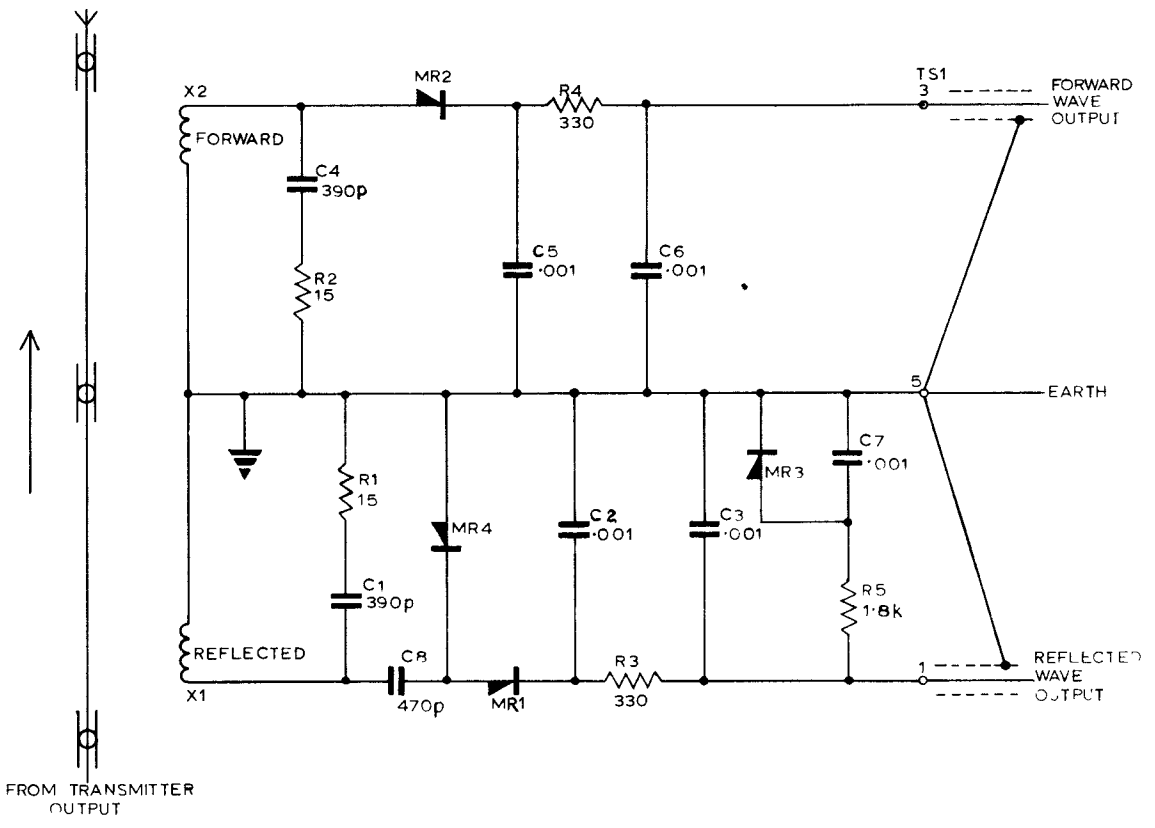 MR2
TS1
3
FORWARD
WAVE
OUTPUT
X2
R4
330
FORWARD
C4
390p
R2
15
C5
.001
C6
.001
5
EARTH
R1
15
MR4
C2
.001
C3
.001
MR3
C7
.001
C1
390p
R5
1.8k
REFLECTED
X1
C8
470p
MR1
R3
330
1
REFLECTED
WAVE
OUTPUT
FROM TRANSMITTER
OUTPUT